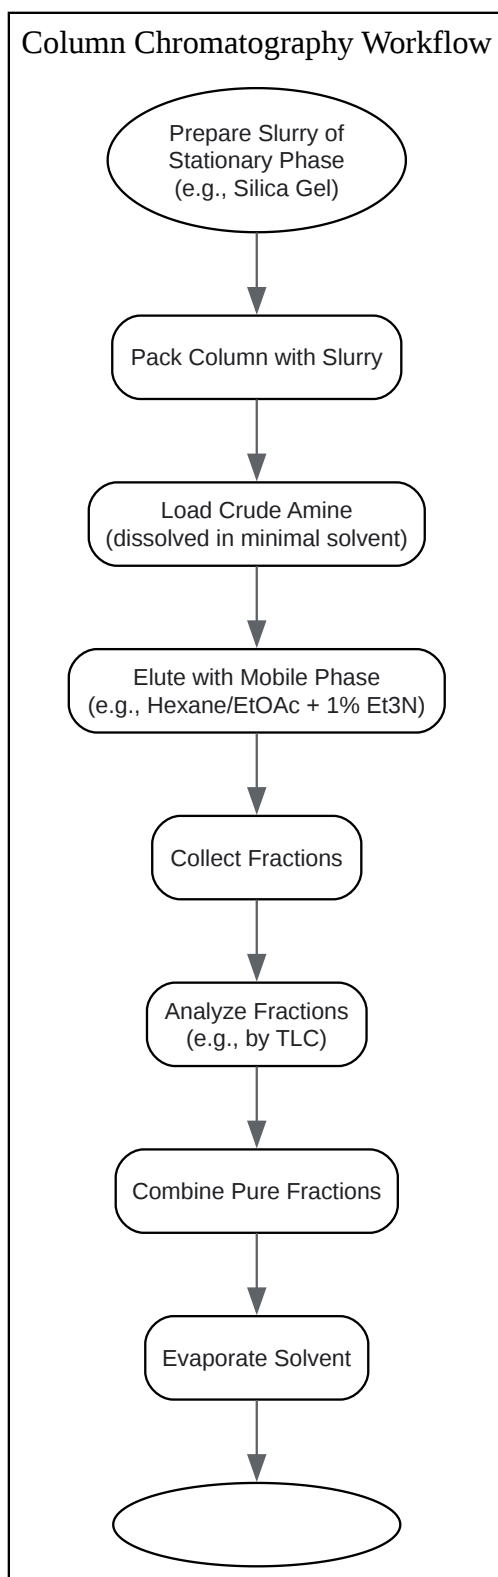 Column Chromatography Workflow
Prepare Slurry of
Stationary Phase
(e.g., Silica Gel)
Pack Column with Slurry
Load Crude Amine
(dissolved in minimal solvent)
Elute with Mobile Phase
(e.g., Hexane/EtOAc + 1% Et3N)
Collect Fractions
Analyze Fractions
(e.g., by TLC)
Combine Pure Fractions
Evaporate Solvent